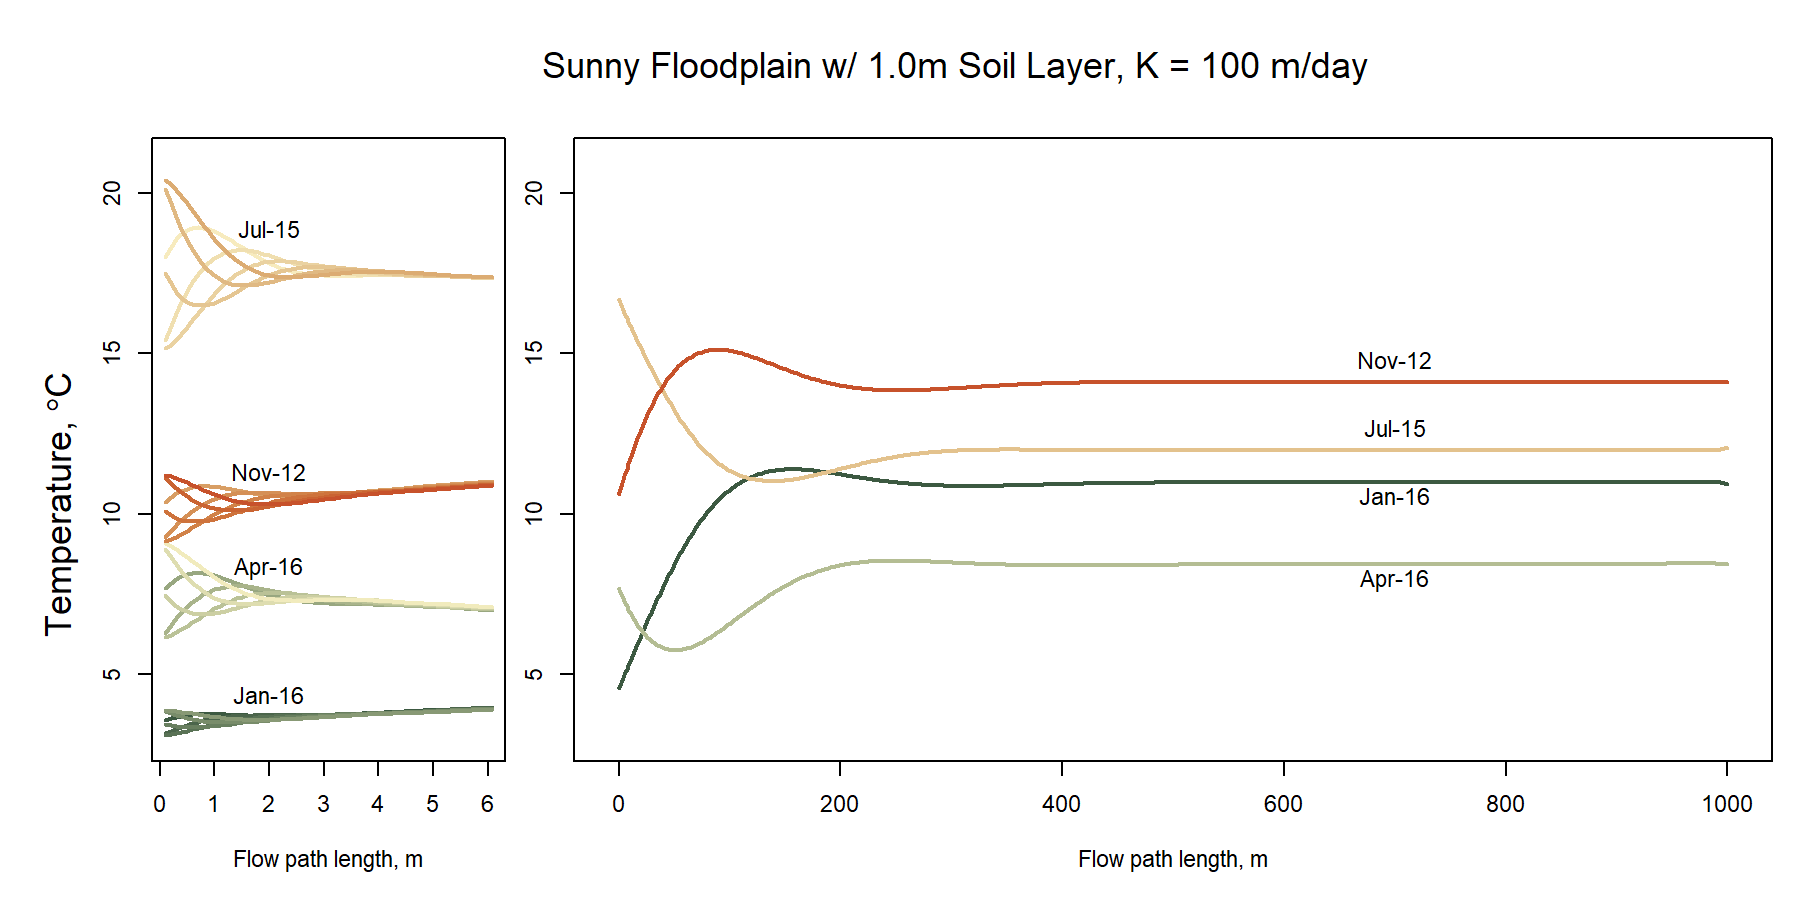 Sunny Floodplain w/ 1.0m Soil Layer, K = 100 m/day
Temperature, °C
20
15
10
5
Jul-15
Nov-12
Apr-16
Jan-16
0 1 2 3 4 5 6
Flow path length, m
20
15
10
5
Nov-12
Jul-15
Jan-16
Apr-16
0 200 400 600 800 1000
Flow path length, m